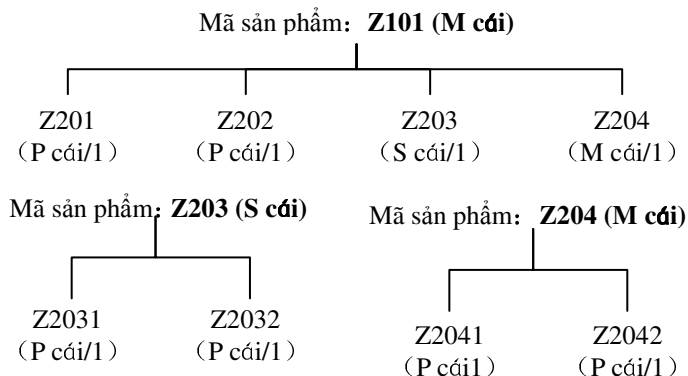 Mã sản phẩm：Z101 (M cái)
Z201 Z202 Z203 Z204
（P cái/1） （P cái/1） （S cái/1） （M cái/1）
Mã sản phẩm：Z203 (S cái)
Mã sản phẩm：Z204 (M cái)
Z2031 Z2032
（P cái/1） （P cái/1）
Z2041 Z2042
（P cái1） （P cái/1）